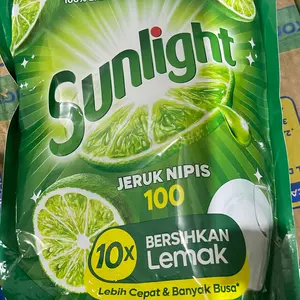 Sunlight
JERUK NIPIS
100
10x
BERSIHKAN
Lemak
Lebih Cepat & Banyak Busa*